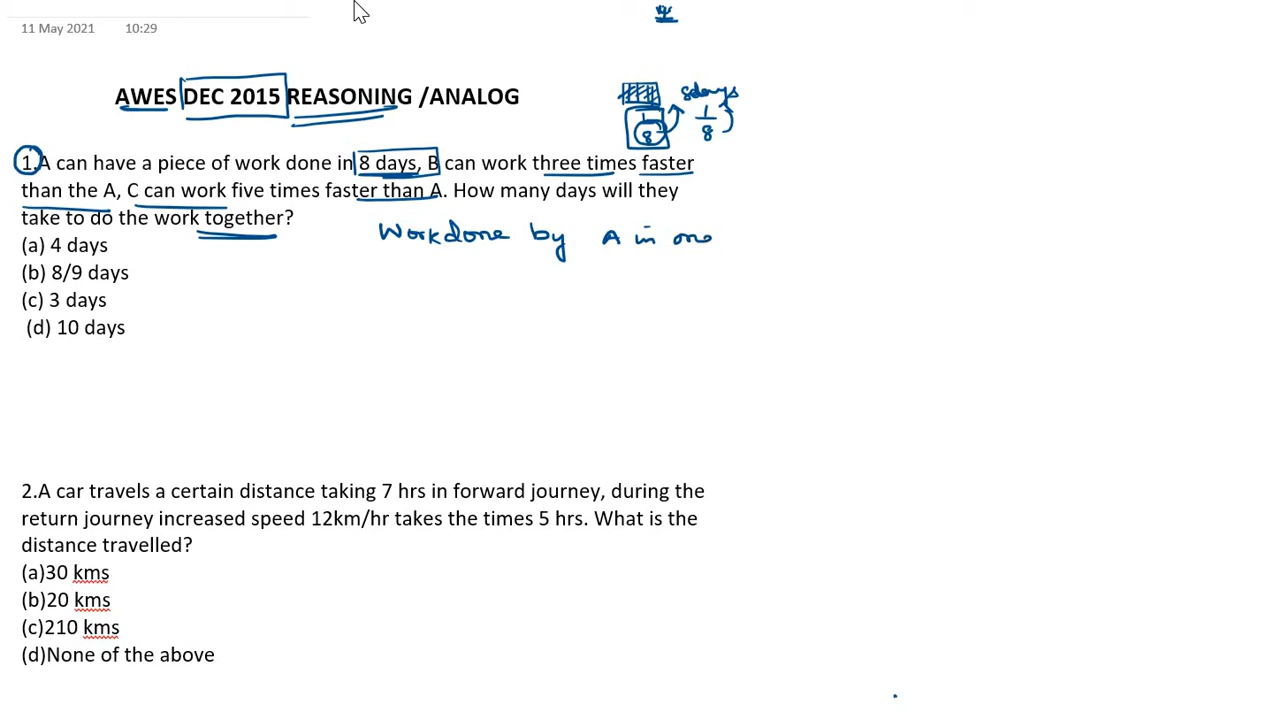 11 May 2021 10:29
AWES DEC 2015 REASONING /ANALOG
8days
1/8
1/8
1.A can have a piece of work done in 8 days, B can work three times faster
than the A, C can work five times faster than A. How many days will they
take to do the work together?
Workdone by A in one
(a) 4 days
(b) 8/9 days
(c) 3 days
(d) 10 days
2.A car travels a certain distance taking 7 hrs in forward journey, during the
return journey increased speed 12km/hr takes the times 5 hrs. What is the
distance travelled?
(a)30 kms
(b)20 kms
(c)210 kms
(d)None of the above